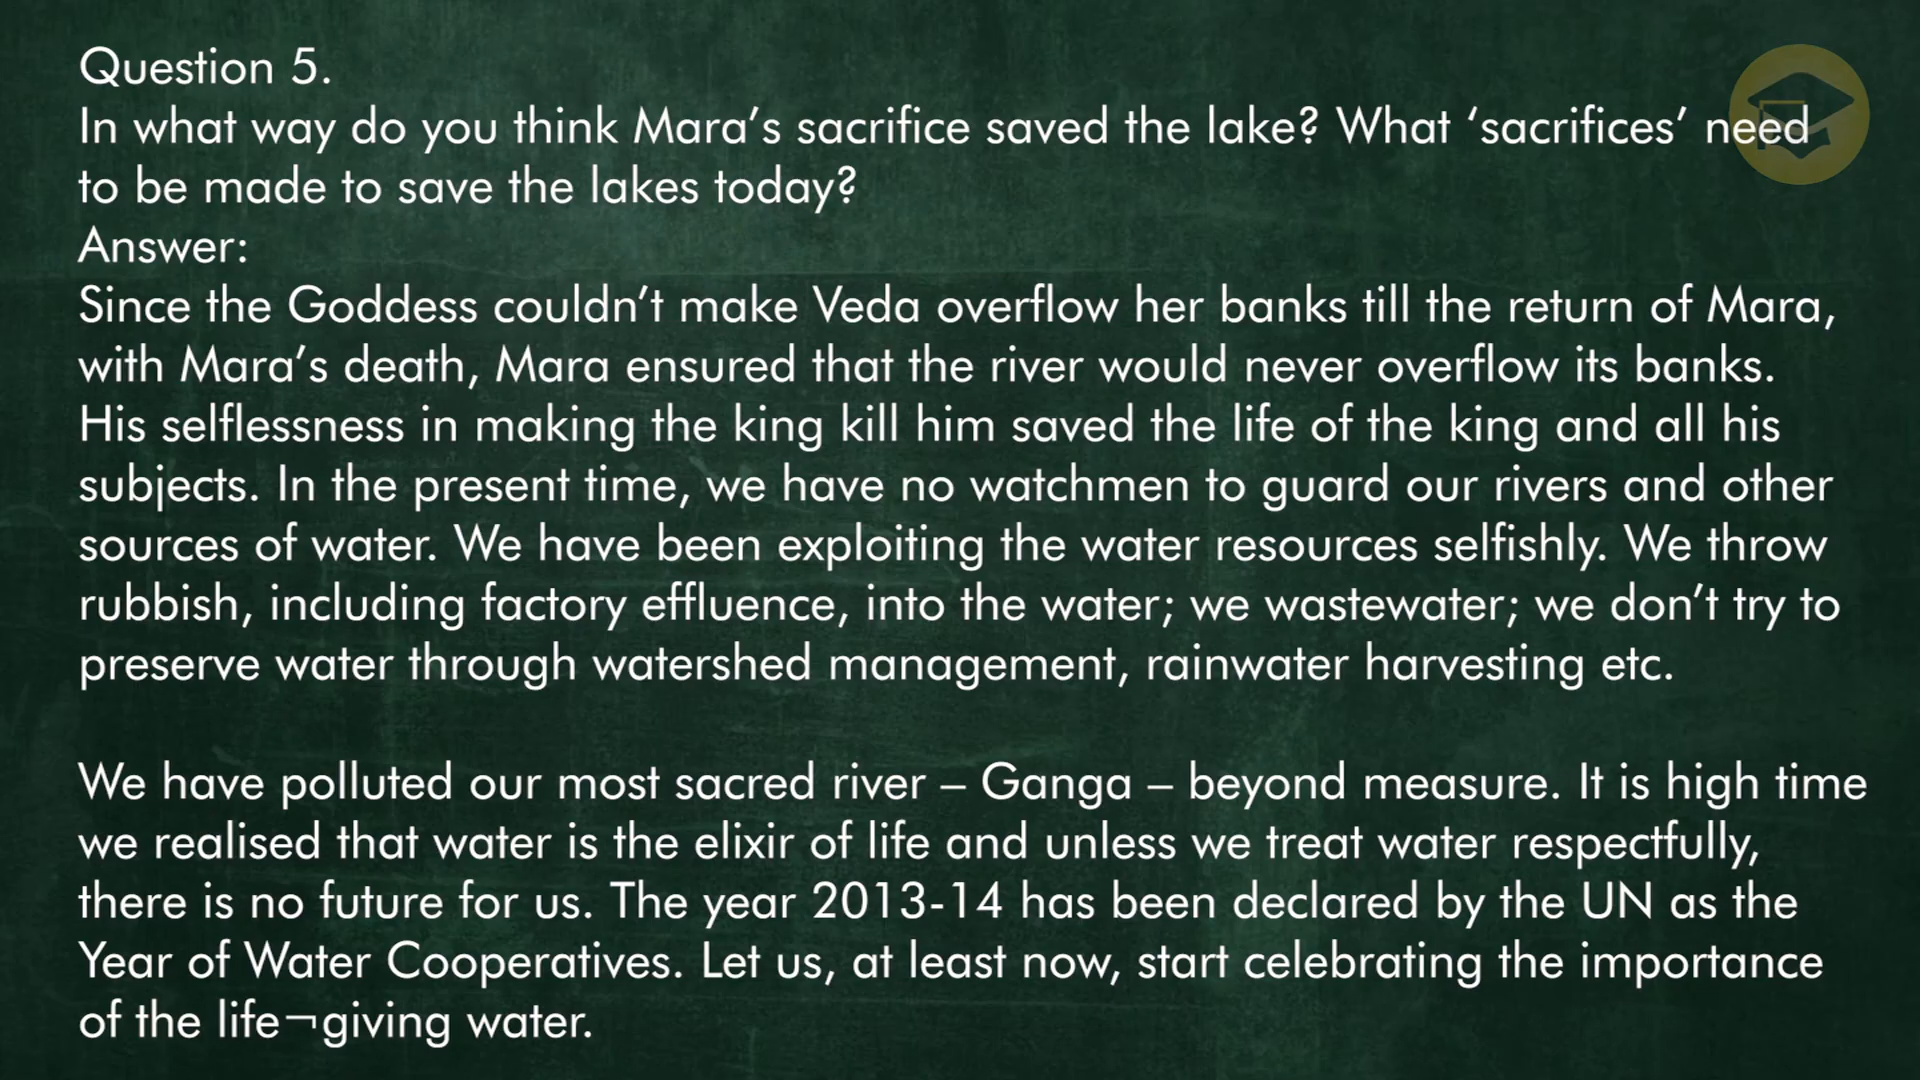 Question 5.
In what way do you think Mara’s sacrifice saved the lake? What ‘sacrifices’ need
to be made to save the lakes today?
Answer:
Since the Goddess couldn’t make Veda overflow her banks till the return of Mara,
with Mara’s death, Mara ensured that the river would never overflow its banks.
His selflessness in making the king kill him saved the life of the king and all his
subjects. In the present time, we have no watchmen to guard our rivers and other
sources of water. We have been exploiting the water resources selfishly. We throw
rubbish, including factory effluence, into the water; we wastewater; we don’t try to
preserve water through watershed management, rainwater harvesting etc.
We have polluted our most sacred river – Ganga – beyond measure. It is high time
we realised that water is the elixir of life and unless we treat water respectfully,
there is no future for us. The year 2013-14 has been declared by the UN as the
Year of Water Cooperatives. Let us, at least now, start celebrating the importance
of the life¬giving water.